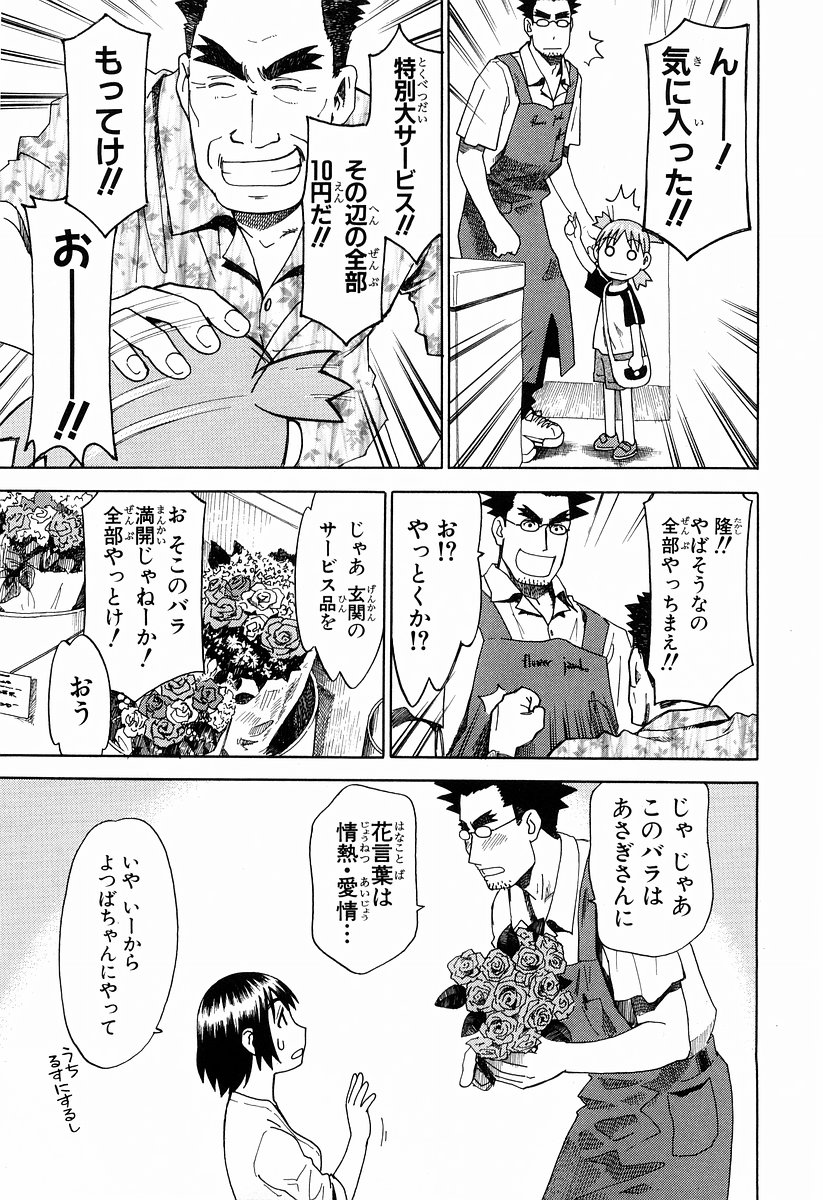 んーー!
気に入った!!
特別大サービス!!
その辺の全部
10円だ!!
もってけ!!
おーーー!!
隆!!
やばそうなの
全部やっちまえ!!
お!?
やっとくか!?
じゃあ 玄関の
サービス品を
お そこのバラ
満開じゃねーか!
全部やっとけ!
おう
じゃ じゃあ
このバラは
あさぎさんに
花言葉は
情熱・愛情…
いや いーから
よつばちゃんにやって
うち
るすにするし